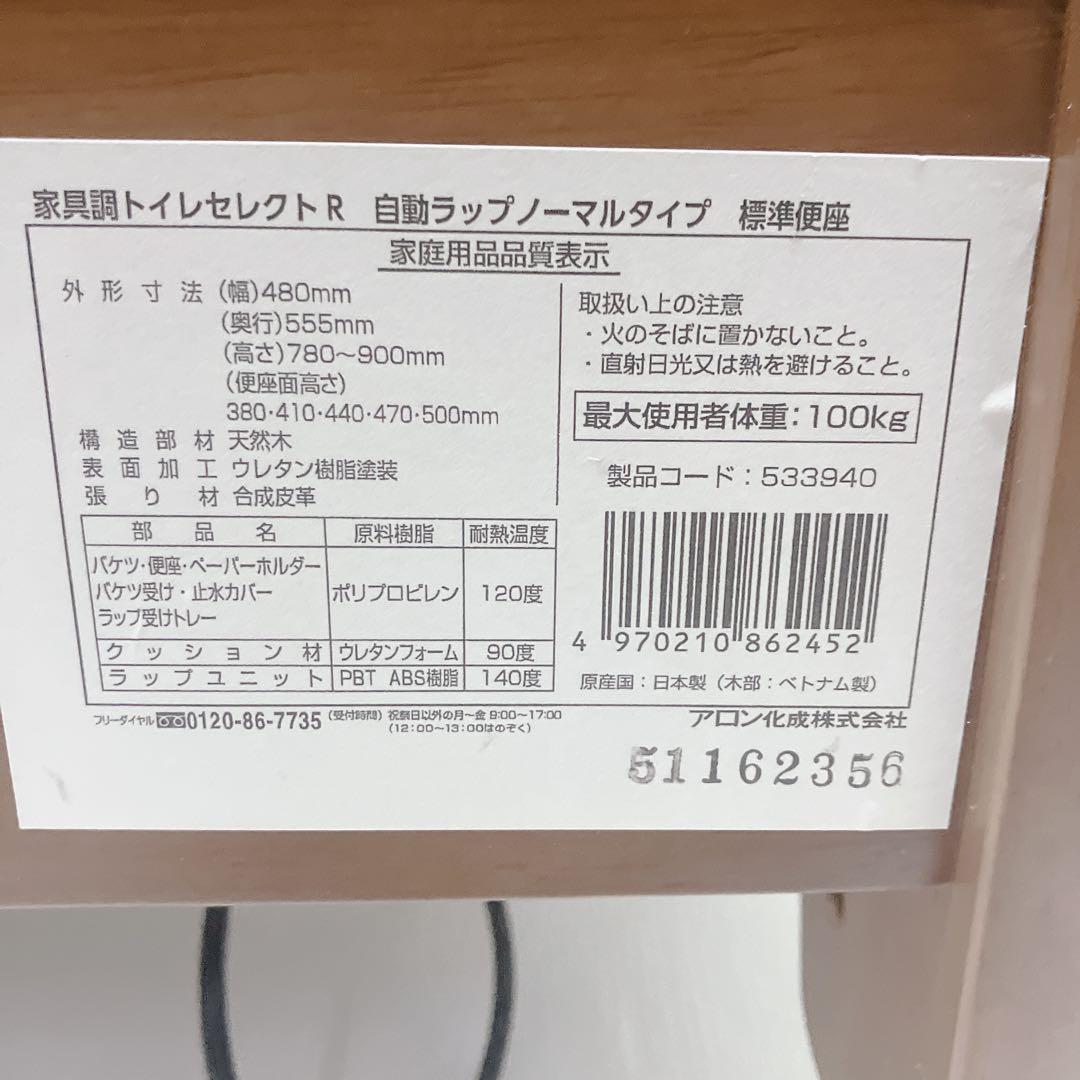 家具調トイレセレクトR 自動ラップノーマルタイプ 標準便座
家庭用品品質表示
外形寸法 (幅)480mm
(奥行)555mm
(高さ)780〜900mm
(便座面高さ)
380・410・440・470・500mm
構造部材 天然木
表面加工 ウレタン樹脂塗装
張り材 合成皮革
部品名 原料樹脂 耐熱温度
バケツ・便座・ペーパーホルダー
バケツ受け・止水カバー ポリプロピレン 120度
ラップ受けトレー
クッション材 ウレタンフォーム 90度
ラップユニット PBT ABS樹脂 140度
取扱い上の注意
・火のそばに置かないこと。
・直射日光又は熱を避けること。
最大使用者体重：100kg
製品コード：533940
4 970210 862452
原産国：日本製（木部：ベトナム製）
フリーダイヤル 0120-86-7735 (受付時間) 祝祭日以外の月〜金 9:00〜17:00
(12:00〜13:00はのぞく)
アロン化成株式会社
51162356